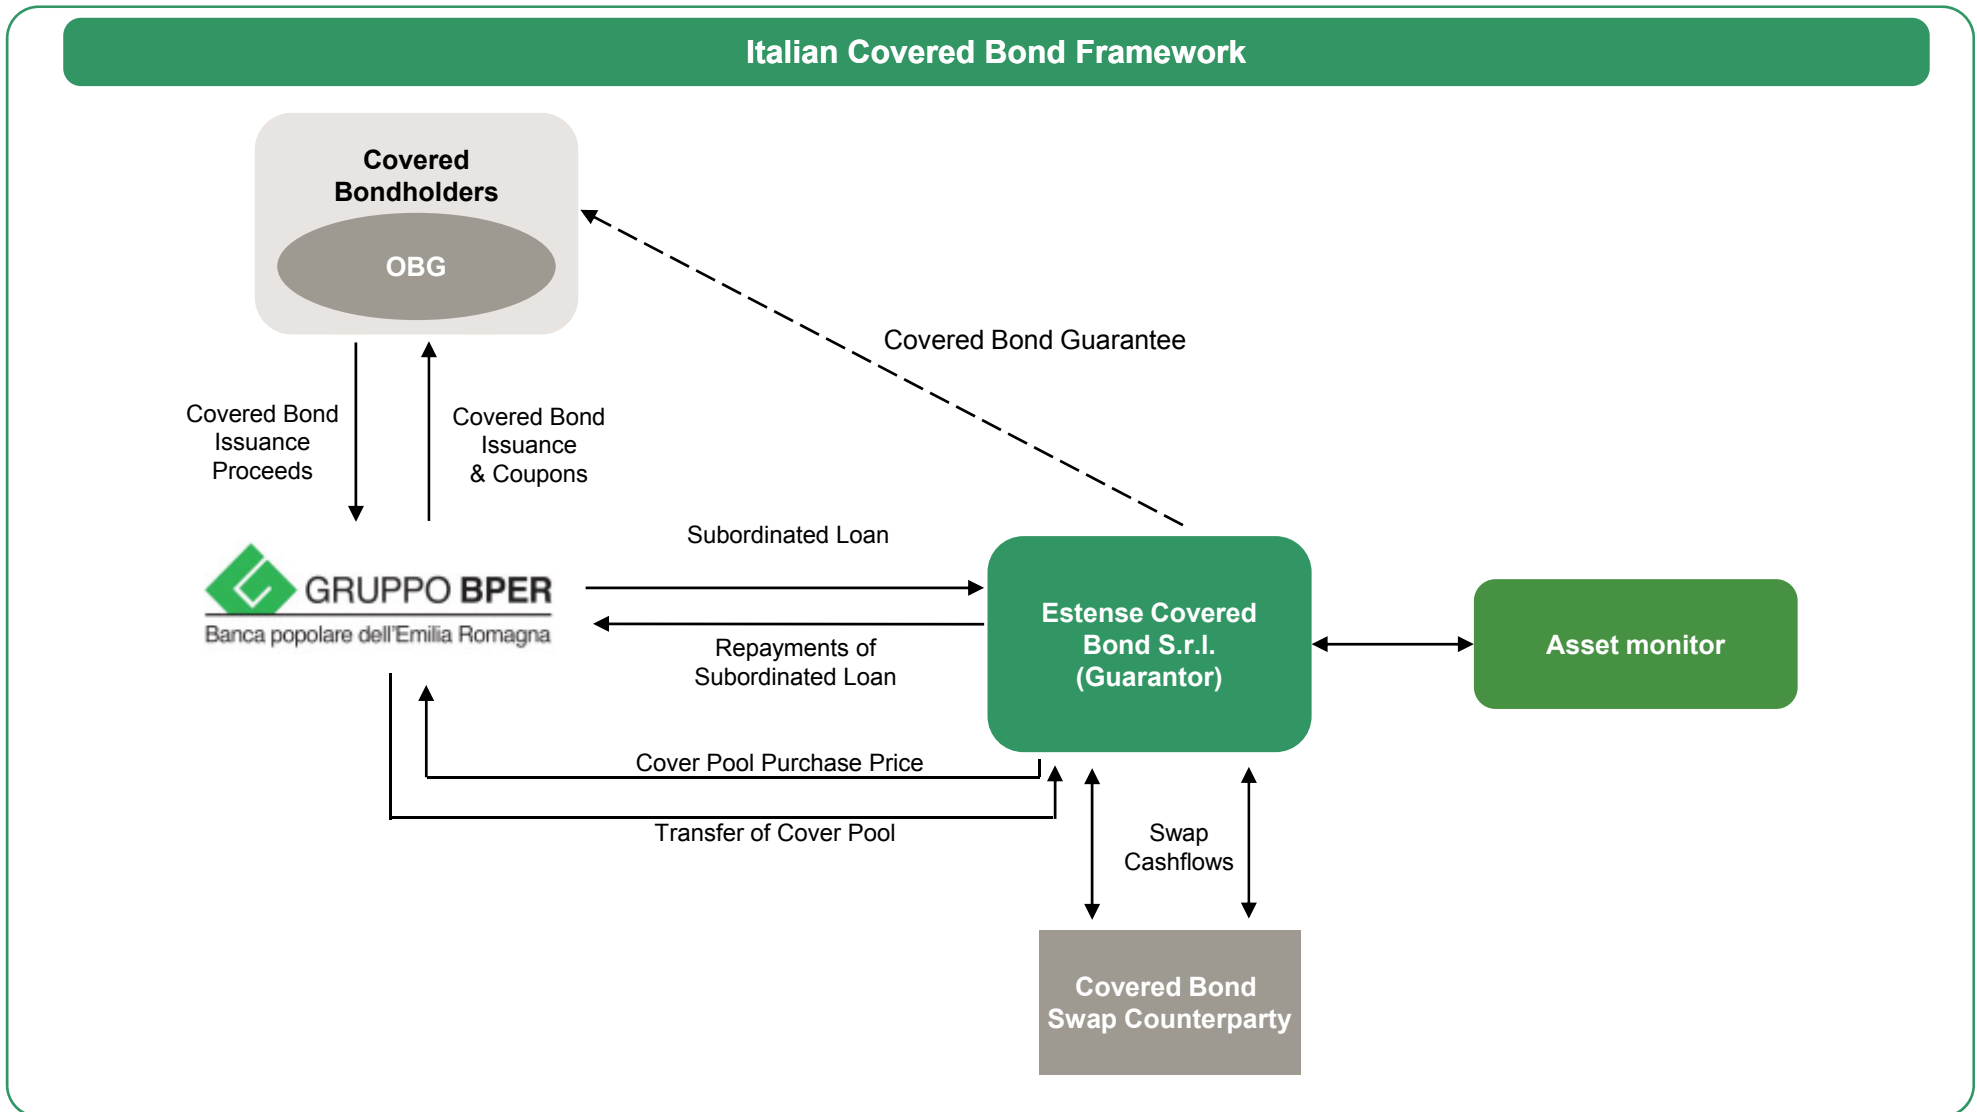 Italian Covered Bond Framework
Covered
Bondholders
OBG
Covered Bond Guarantee
Covered Bond
Issuance
Proceeds
Covered Bond
Issuance
& Coupons
GRUPPO BPER
Banca popolare dell'Emilia Romagna
Subordinated Loan
Repayments of
Subordinated Loan
Estense Covered
Bond S.r.l.
(Guarantor)
Asset monitor
Cover Pool Purchase Price
Transfer of Cover Pool
Swap
Cashflows
Covered Bond
Swap Counterparty